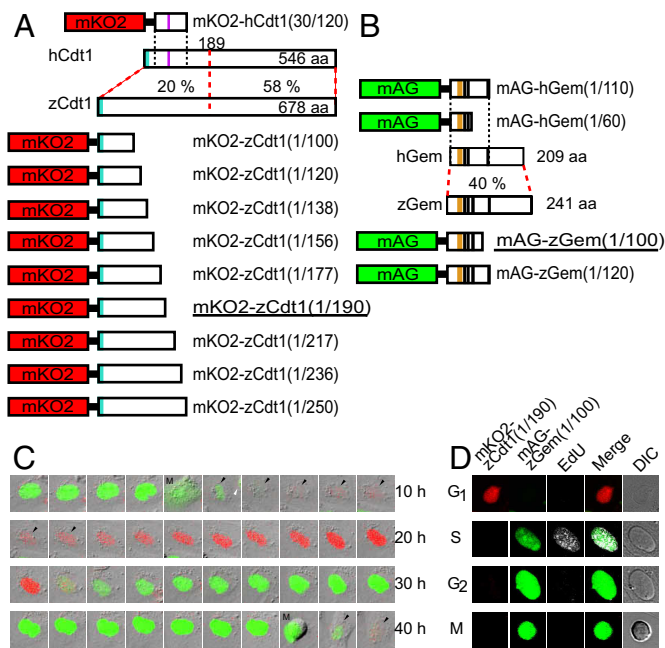 A
mKO2 mKO2-hCdt1(30/120)
hCdt1 189 546 aa
20 % 58 %
zCdt1 678 aa
mKO2 mKO2-zCdt1(1/100)
mKO2 mKO2-zCdt1(1/120)
mKO2 mKO2-zCdt1(1/138)
mKO2 mKO2-zCdt1(1/156)
mKO2 mKO2-zCdt1(1/177)
mKO2 mKO2-zCdt1(1/190)
mKO2 mKO2-zCdt1(1/217)
mKO2 mKO2-zCdt1(1/236)
mKO2 mKO2-zCdt1(1/250)
B
mAG mAG-hGem(1/110)
mAG mAG-hGem(1/60)
hGem 209 aa
40 %
zGem 241 aa
mAG mAG-zGem(1/100)
mAG mAG-zGem(1/120)
C
M 10 h
20 h
30 h
M 40 h
D
mKO2-
zCdt1(1/190)
mAG-
zGem(1/100)
EdU
Merge
DIC
G1
S
G2
M